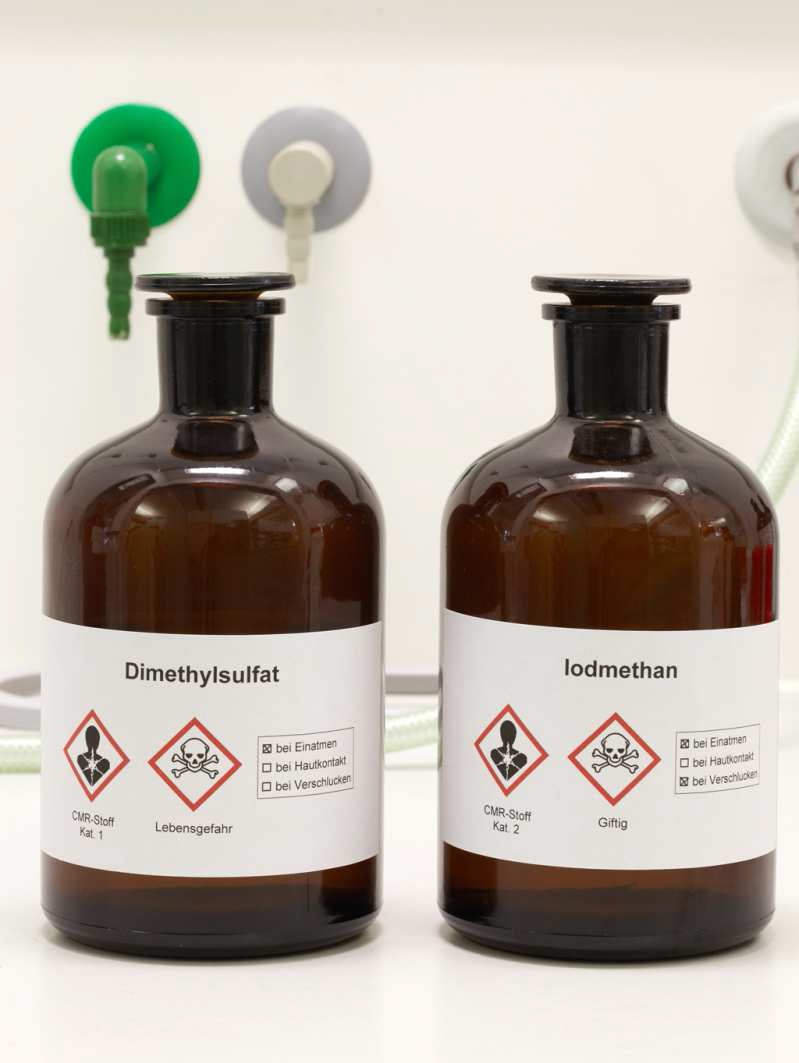 Dimethylsulfat
☒ bei Einatmen
☐ bei Hautkontakt
☐ bei Verschlucken
CMR-Stoff
Kat. 1
Lebensgefahr
Iodmethan
☒ bei Einatmen
☐ bei Hautkontakt
☒ bei Verschlucken
CMR-Stoff
Kat. 2
Giftig